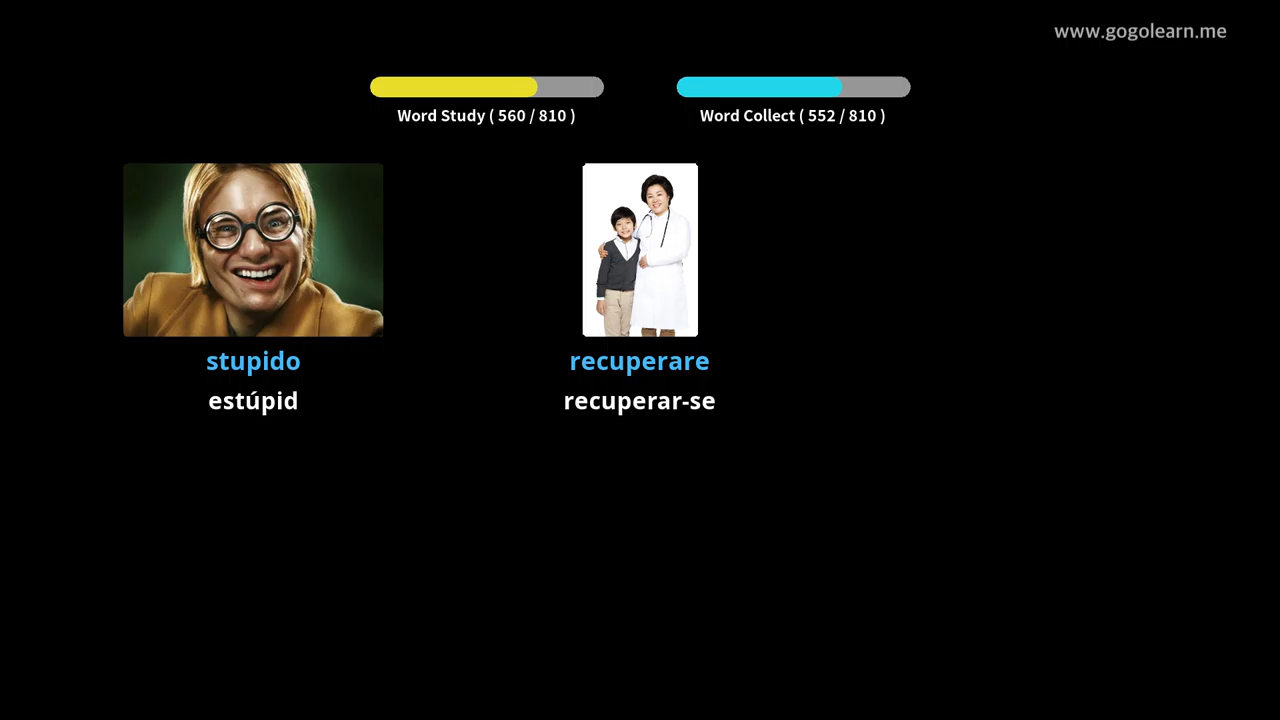 www.gogolearn.me
Word Study ( 560 / 810 )
Word Collect ( 552 / 810 )
stupido
recuperare
estúpid
recuperar-se